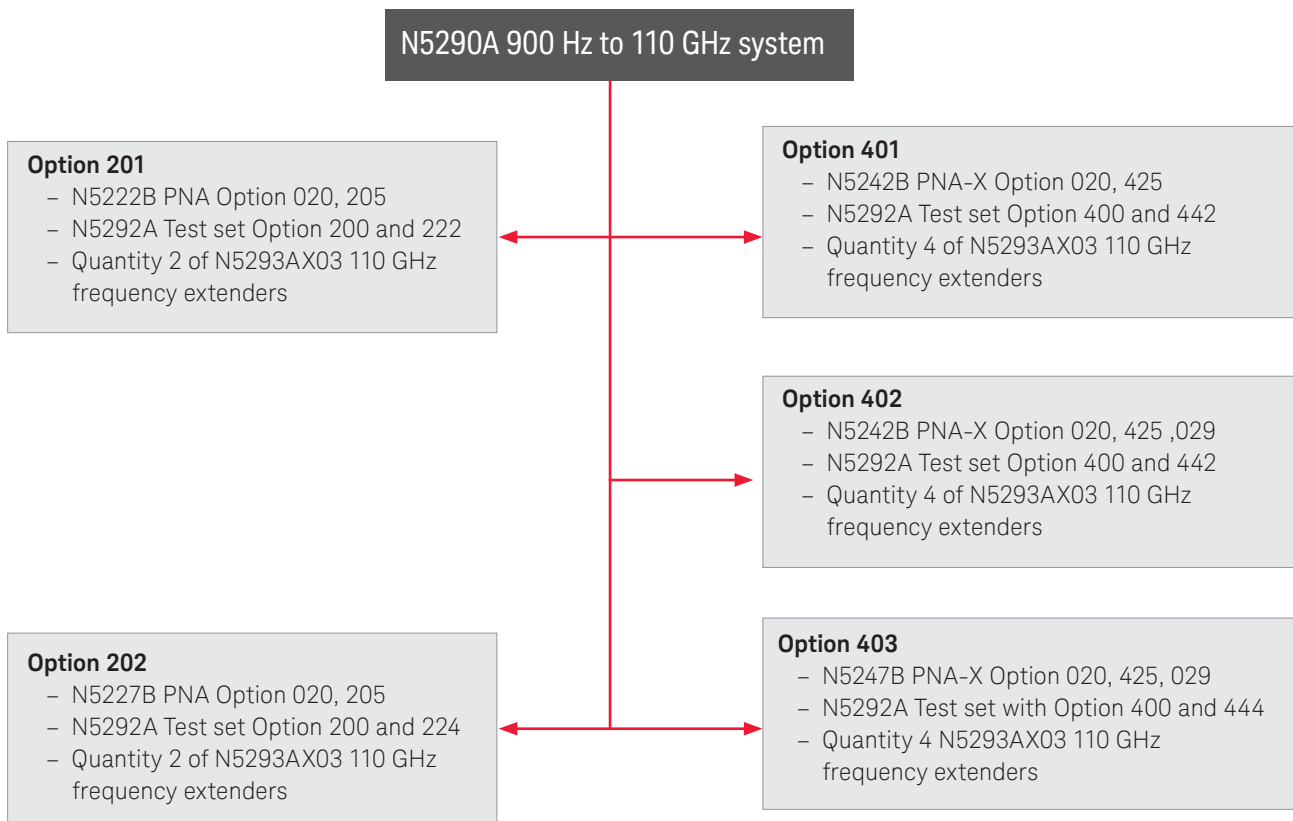 N5290A 900 Hz to 110 GHz system
Option 201
– N5222B PNA Option 020, 205
– N5292A Test set Option 200 and 222
– Quantity 2 of N5293AX03 110 GHz
frequency extenders
Option 401
– N5242B PNA-X Option 020, 425
– N5292A Test set Option 400 and 442
– Quantity 4 of N5293AX03 110 GHz
frequency extenders
Option 402
– N5242B PNA-X Option 020, 425 ,029
– N5292A Test set Option 400 and 442
– Quantity 4 of N5293AX03 110 GHz
frequency extenders
Option 202
– N5227B PNA Option 020, 205
– N5292A Test set Option 200 and 224
– Quantity 2 of N5293AX03 110 GHz
frequency extenders
Option 403
– N5247B PNA-X Option 020, 425, 029
– N5292A Test set with Option 400 and 444
– Quantity 4 N5293AX03 110 GHz
frequency extenders